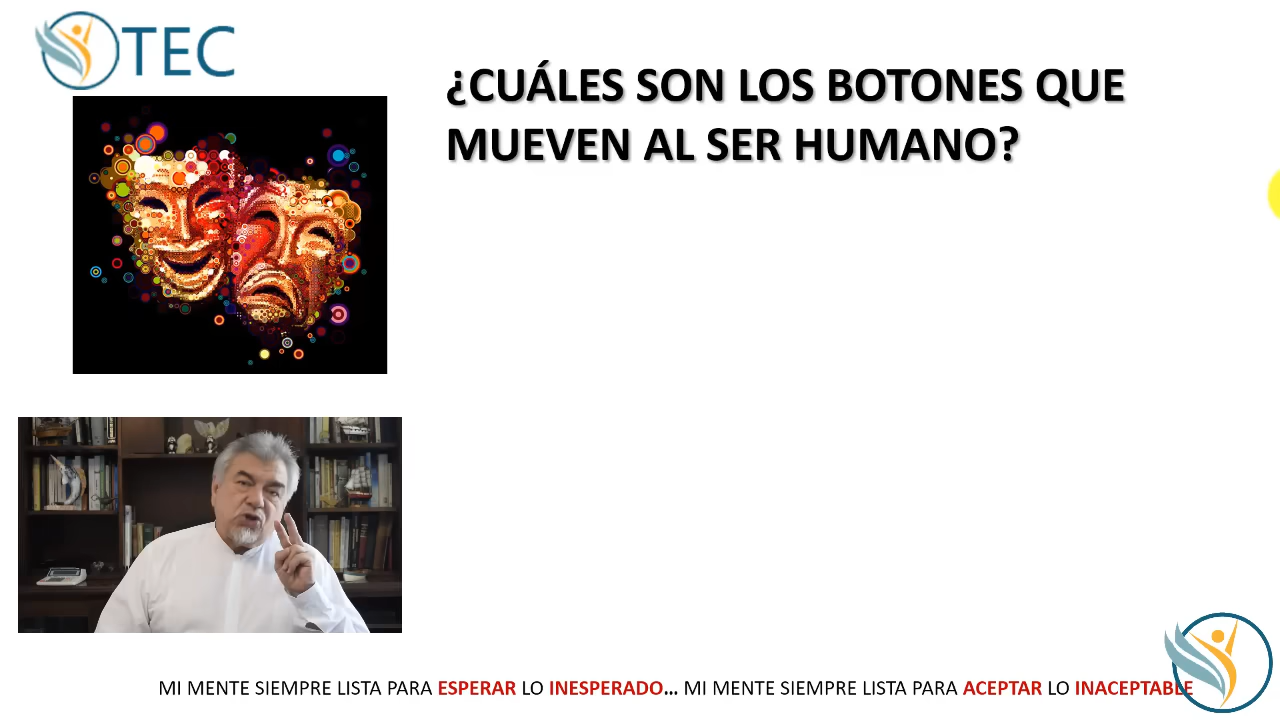 TEC
¿CUÁLES SON LOS BOTONES QUE
MUEVEN AL SER HUMANO?
MI MENTE SIEMPRE LISTA PARA ESPERAR LO INESPERADO... MI MENTE SIEMPRE LISTA PARA ACEPTAR LO INACEPTABLE